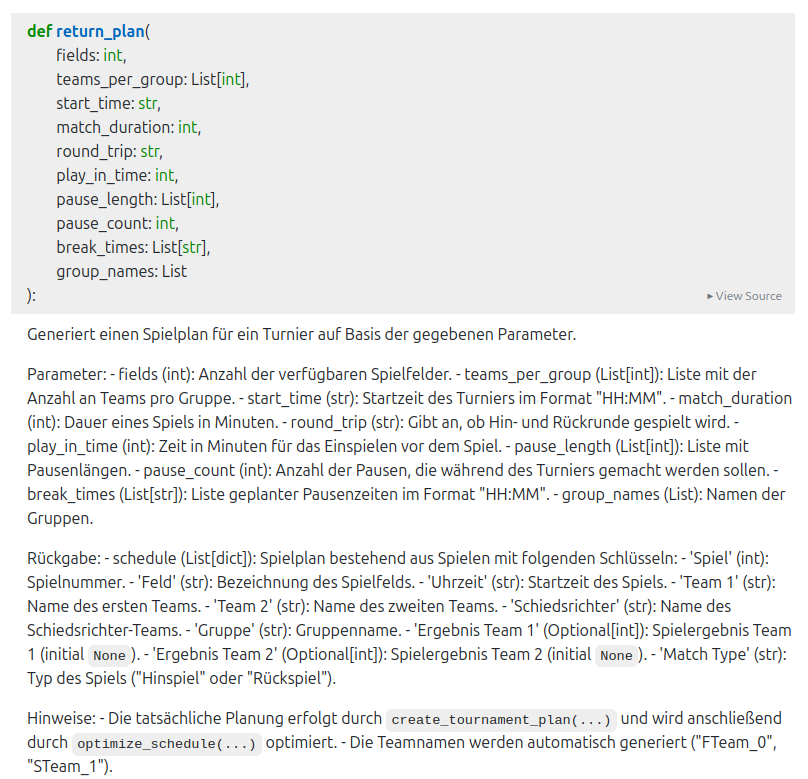 def return_plan(
fields: int,
teams_per_group: List[int],
start_time: str,
match_duration: int,
round_trip: str,
play_in_time: int,
pause_length: List[int],
pause_count: int,
break_times: List[str],
group_names: List
):
▸ View Source
Generiert einen Spielplan für ein Turnier auf Basis der gegebenen Parameter.
Parameter: - fields (int): Anzahl der verfügbaren Spielfelder. - teams_per_group (List[int]): Liste mit der
Anzahl an Teams pro Gruppe. - start_time (str): Startzeit des Turniers im Format "HH:MM". - match_duration
(int): Dauer eines Spiels in Minuten. - round_trip (str): Gibt an, ob Hin- und Rückrunde gespielt wird. -
play_in_time (int): Zeit in Minuten für das Einspielen vor dem Spiel. - pause_length (List[int]): Liste mit
Pausenlängen. - pause_count (int): Anzahl der Pausen, die während des Turniers gemacht werden sollen. -
break_times (List[str]): Liste geplanter Pausenzeiten im Format "HH:MM". - group_names (List): Namen der
Gruppen.
Rückgabe: - schedule (List[dict]): Spielplan bestehend aus Spielen mit folgenden Schlüsseln: - 'Spiel' (int):
Spielnummer. - 'Feld' (str): Bezeichnung des Spielfelds. - 'Uhrzeit' (str): Startzeit des Spiels. - 'Team 1' (str):
Name des ersten Teams. - 'Team 2' (str): Name des zweiten Teams. - 'Schiedsrichter' (str): Name des
Schiedsrichter-Teams. - 'Gruppe' (str): Gruppenname. - 'Ergebnis Team 1' (Optional[int]): Spielergebnis Team
1 (initial None ). - 'Ergebnis Team 2' (Optional[int]): Spielergebnis Team 2 (initial None ). - 'Match Type' (str):
Typ des Spiels ("Hinspiel" oder "Rückspiel").
Hinweise: - Die tatsächliche Planung erfolgt durch create_tournament_plan(...) und wird anschließend
durch optimize_schedule(...) optimiert. - Die Teamnamen werden automatisch generiert ("FTeam_0",
"STeam_1").